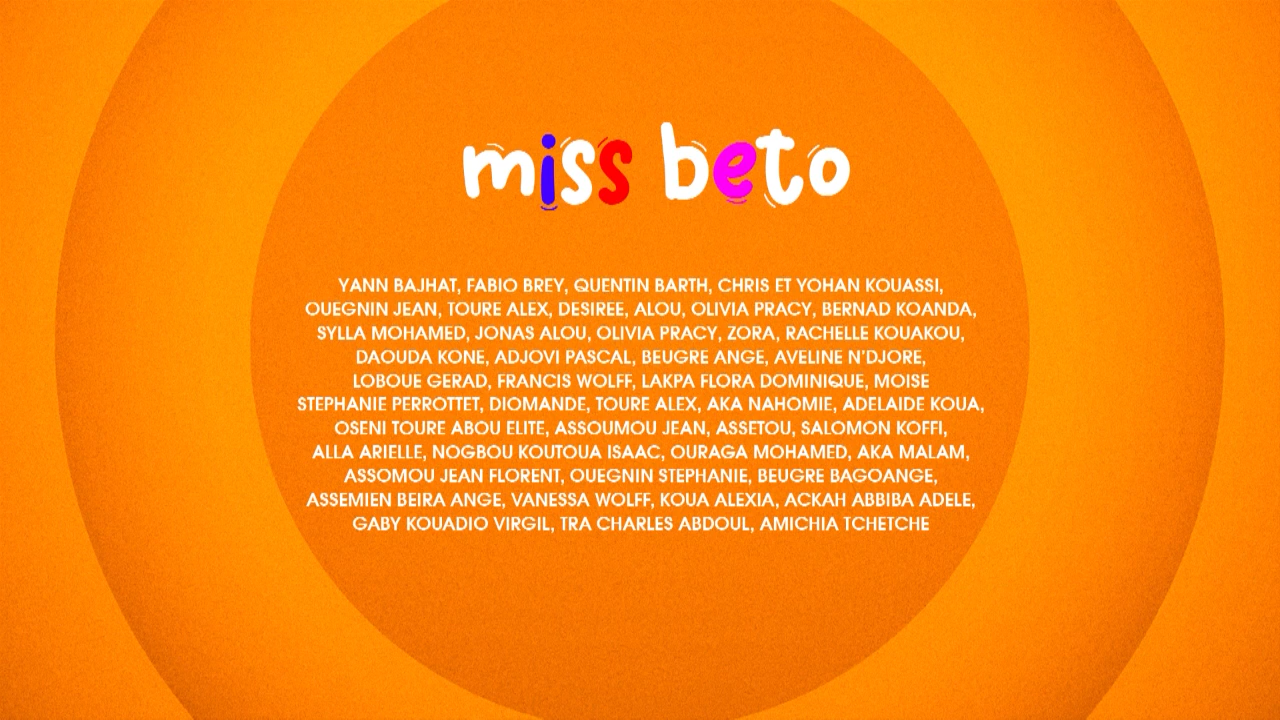 miss beto
YANN BAJHAT, FABIO BREY, QUENTIN BARTH, CHRIS ET YOHAN KOUASSI,
OUEGNIN JEAN, TOURE ALEX, DESIREE, ALOU, OLIVIA PRACY, BERNAD KOANDA,
SYLLA MOHAMED, JONAS ALOU, OLIVIA PRACY, ZORA, RACHELLE KOUAKOU,
DAOUDA KONE, ADJOVI PASCAL, BEUGRE ANGE, AVELINE N'DJORE,
LOBOUE GERAD, FRANCIS WOLFF, LAKPA FLORA DOMINIQUE, MOISE
STEPHANIE PERROTTET, DIOMANDE, TOURE ALEX, AKA NAHOMIE, ADELAIDE KOUA,
OSENI TOURE ABOU ELITE, ASSOUMOU JEAN, ASSETOU, SALOMON KOFFI,
ALLA ARIELLE, NOGBOU KOUTOUA ISAAC, OURAGA MOHAMED, AKA MALAM,
ASSOMOU JEAN FLORENT, OUEGNIN STEPHANIE, BEUGRE BAGOANGE,
ASSEMIEN BEIRA ANGE, VANESSA WOLFF, KOUA ALEXIA, ACKAH ABBIBA ADELE,
GABY KOUADIO VIRGIL, TRA CHARLES ABDOUL, AMICHIA TCHETCHE